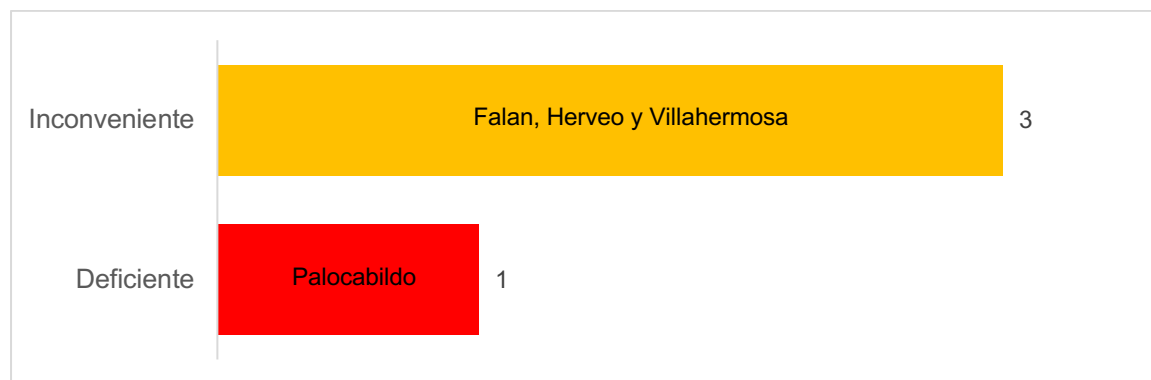 Inconveniente Falan, Herveo y Villahermosa 3
Deficiente Palocabildo 1